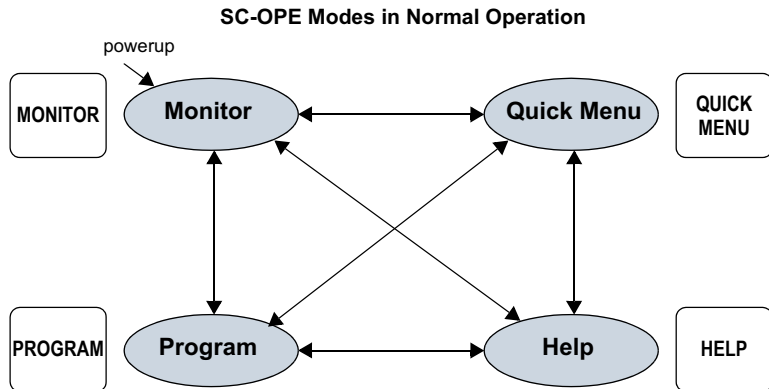 SC-OPE Modes in Normal Operation
powerup
MONITOR
Monitor
Quick Menu
QUICK
MENU
PROGRAM
Program
Help
HELP